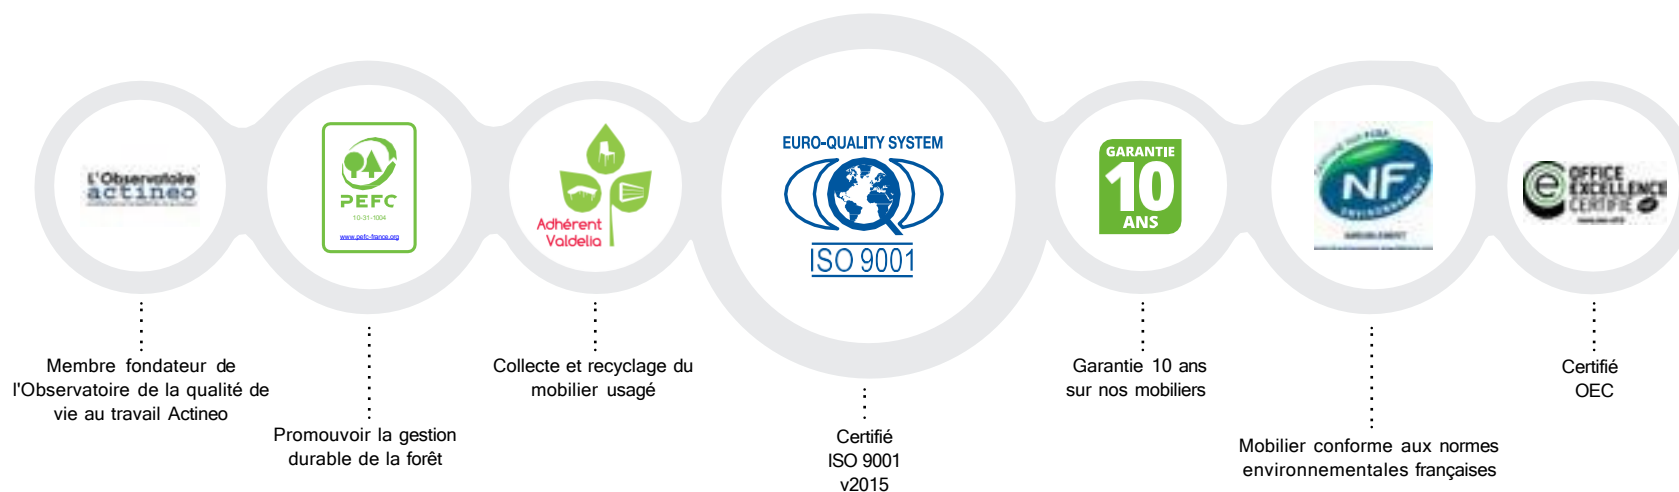 L'Observatoire
actineo
Membre fondateur de
l'Observatoire de la qualité de
vie au travail Actineo
PEFC
10-31-1004
www.pefc-france.org
Promouvoir la gestion
durable de la forêt
Adhérent
Valdelia
Collecte et recyclage du
mobilier usagé
EURO-QUALITY SYSTEM
ISO 9001
Certifié
ISO 9001
v2015
GARANTIE
10
ANS
Garantie 10 ans
sur nos mobiliers
NF
ENVIRONNEMENT
AMEUBLEMENT
Mobilier conforme aux normes
environnementales françaises
e
OFFICE
EXCELLENCE
CERTIFIÉ
Certifié
OEC